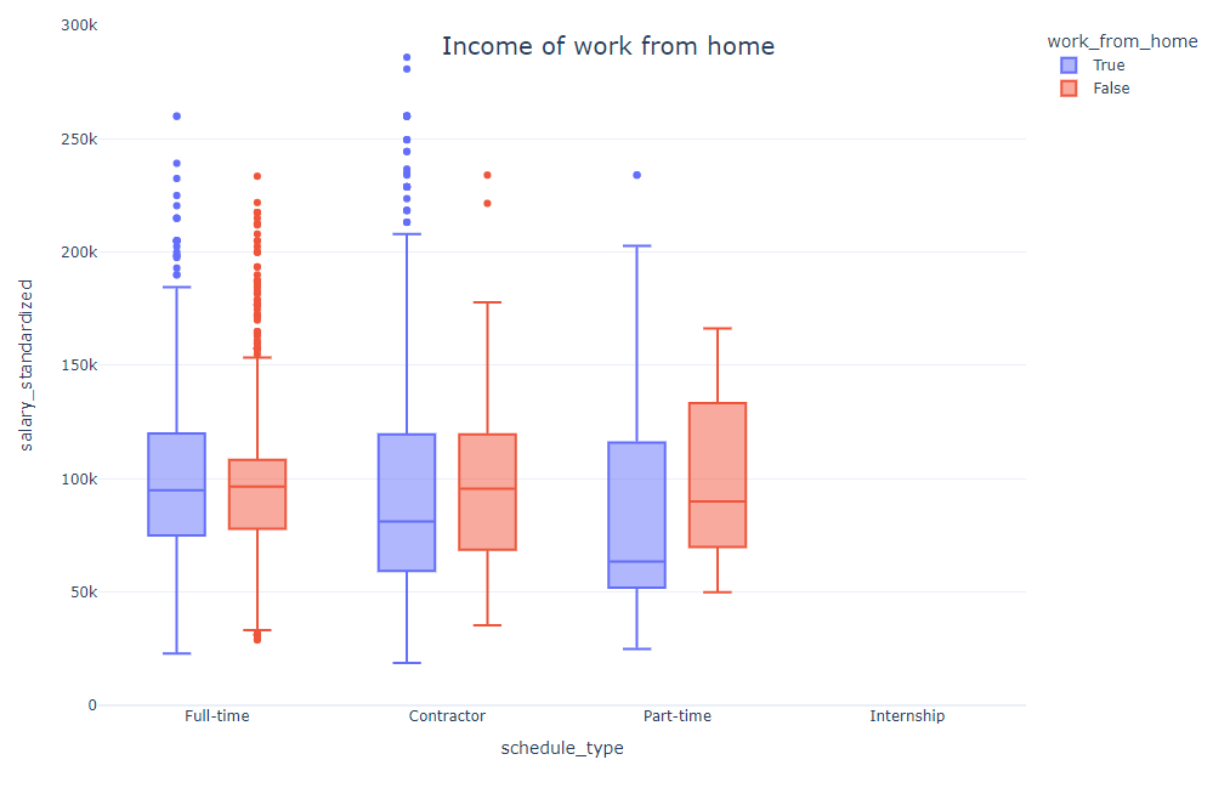 Income of work from home
work_from_home
True
False
300k
250k
200k
150k
100k
50k
0
salary_standardized
Full-time
Contractor
Part-time
Internship
schedule_type